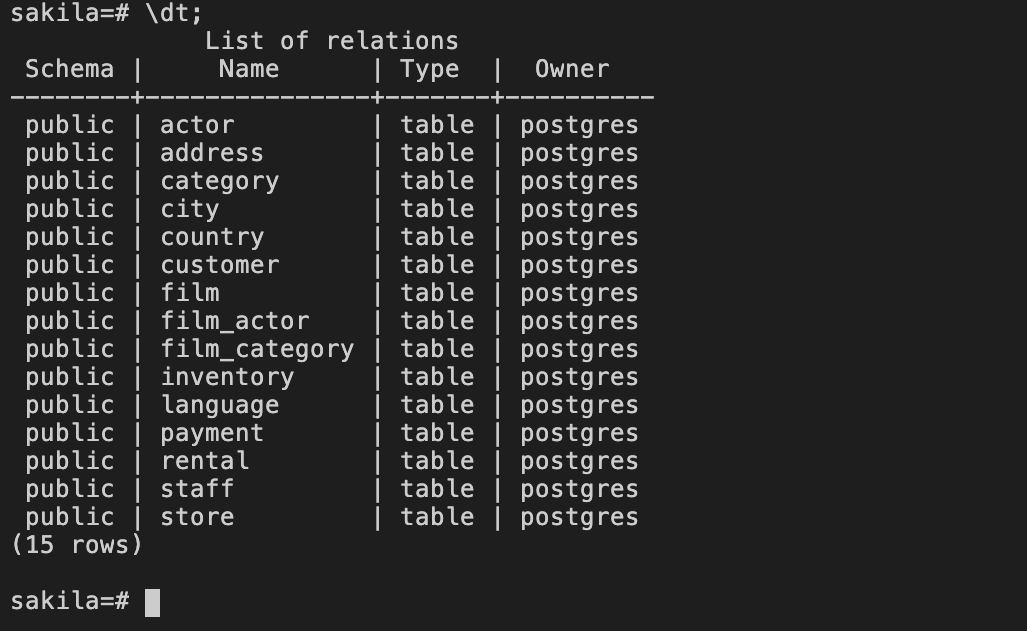 sakila=# \dt;
             List of relations
 Schema |     Name      | Type  |  Owner
--------+---------------+-------+----------
 public | actor         | table | postgres
 public | address       | table | postgres
 public | category      | table | postgres
 public | city          | table | postgres
 public | country       | table | postgres
 public | customer      | table | postgres
 public | film          | table | postgres
 public | film_actor    | table | postgres
 public | film_category | table | postgres
 public | inventory     | table | postgres
 public | language      | table | postgres
 public | payment       | table | postgres
 public | rental        | table | postgres
 public | staff         | table | postgres
 public | store         | table | postgres
(15 rows)
sakila=#